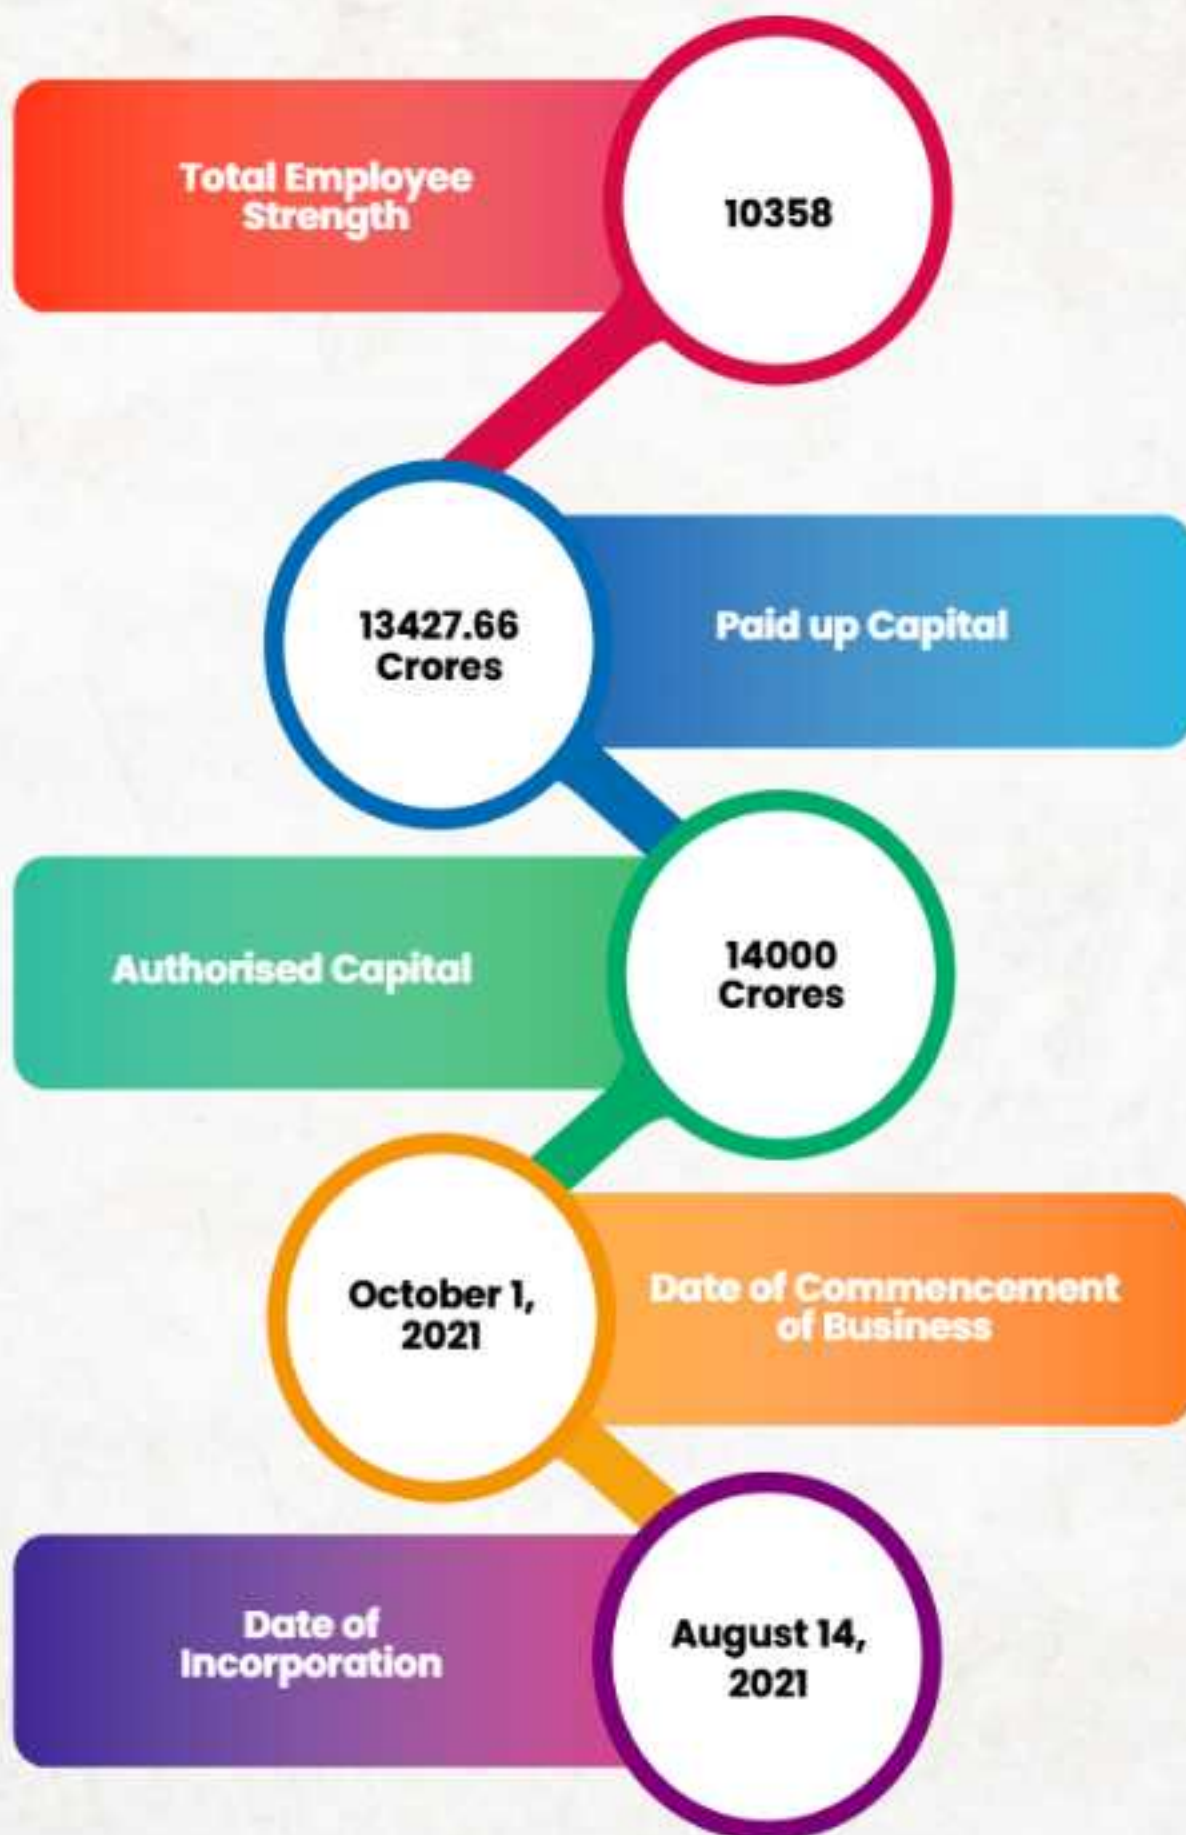 Total Employee
Strength
10358
13427.66
Crores
Paid up Capital
Authorised Capital
14000
Crores
October 1,
2021
Date of Commencement
of Business
Date of
Incorporation
August 14,
2021